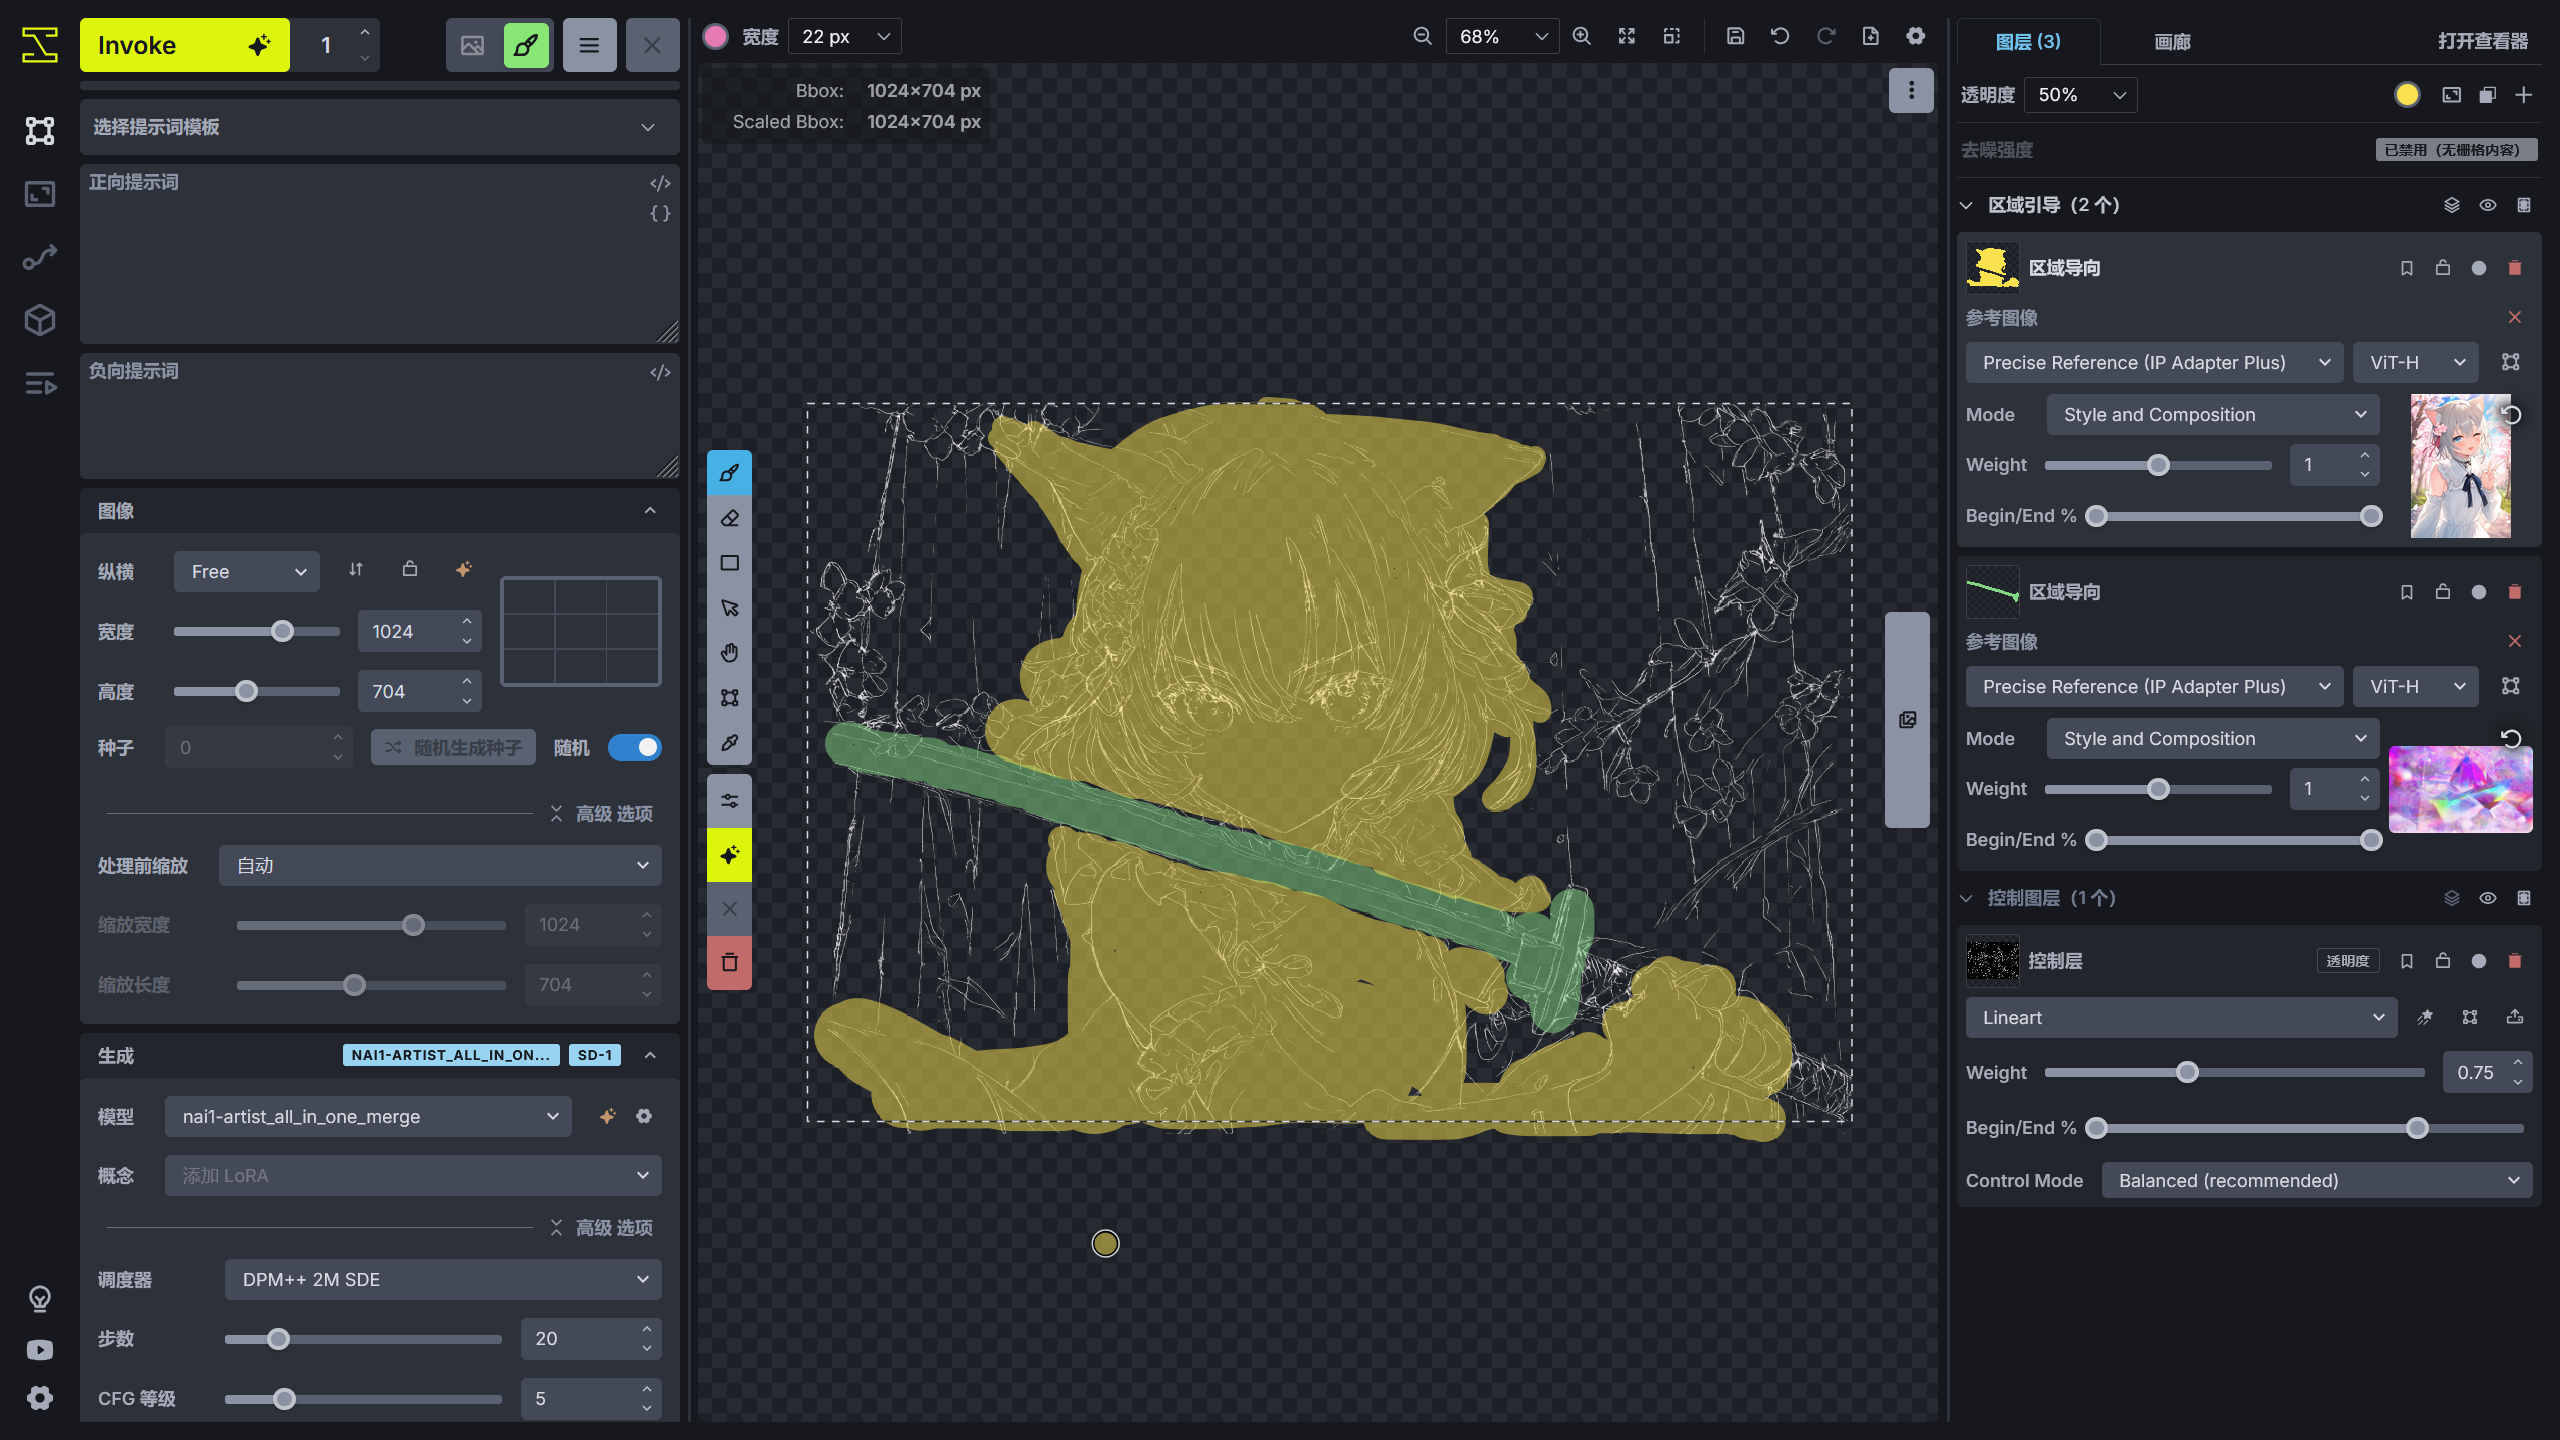 Invoke
1
选择提示词模板
正向提示词
负向提示词
图像
纵横
Free
宽度
1024
高度
704
种子
0
随机生成种子
随机
高级 选项
处理前缩放
自动
缩放宽度
1024
缩放长度
704
生成
NAI1-ARTIST_ALL_IN_ON...
SD-1
模型
nai1-artist_all_in_one_merge
概念
添加 LoRA
高级 选项
调度器
DPM++ 2M SDE
步数
20
CFG 等级
5
宽度
22 px
68%
Bbox: 1024×704 px
Scaled Bbox: 1024×704 px
图层 (3)
画廊
打开查看器
透明度
50%
去噪强度
已禁用（无栅格内容）
区域引导（2 个）
区域导向
参考图像
Precise Reference (IP Adapter Plus)
ViT-H
Mode
Style and Composition
Weight
1
Begin/End %
区域导向
参考图像
Precise Reference (IP Adapter Plus)
ViT-H
Mode
Style and Composition
Weight
1
Begin/End %
控制图层（1 个）
控制层
透明度
Lineart
Weight
0.75
Begin/End %
Control Mode
Balanced (recommended)